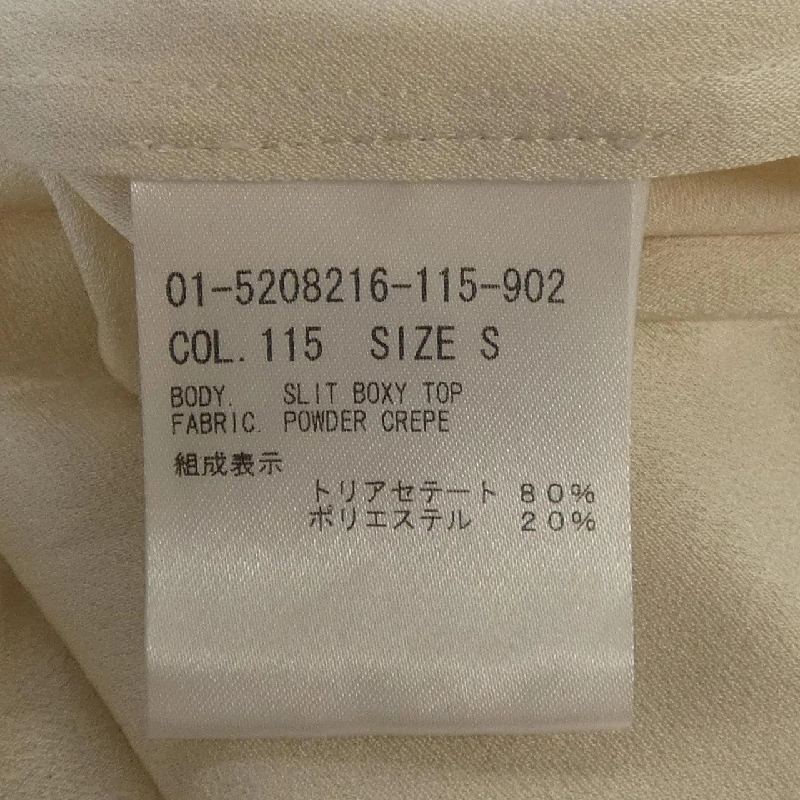 01-5208216-115-902
COL. 115 SIZE S
BODY. SLIT BOXY TOP
FABRIC. POWDER CREPE
組成表示
トリアセテート 80%
ポリエステル 20%